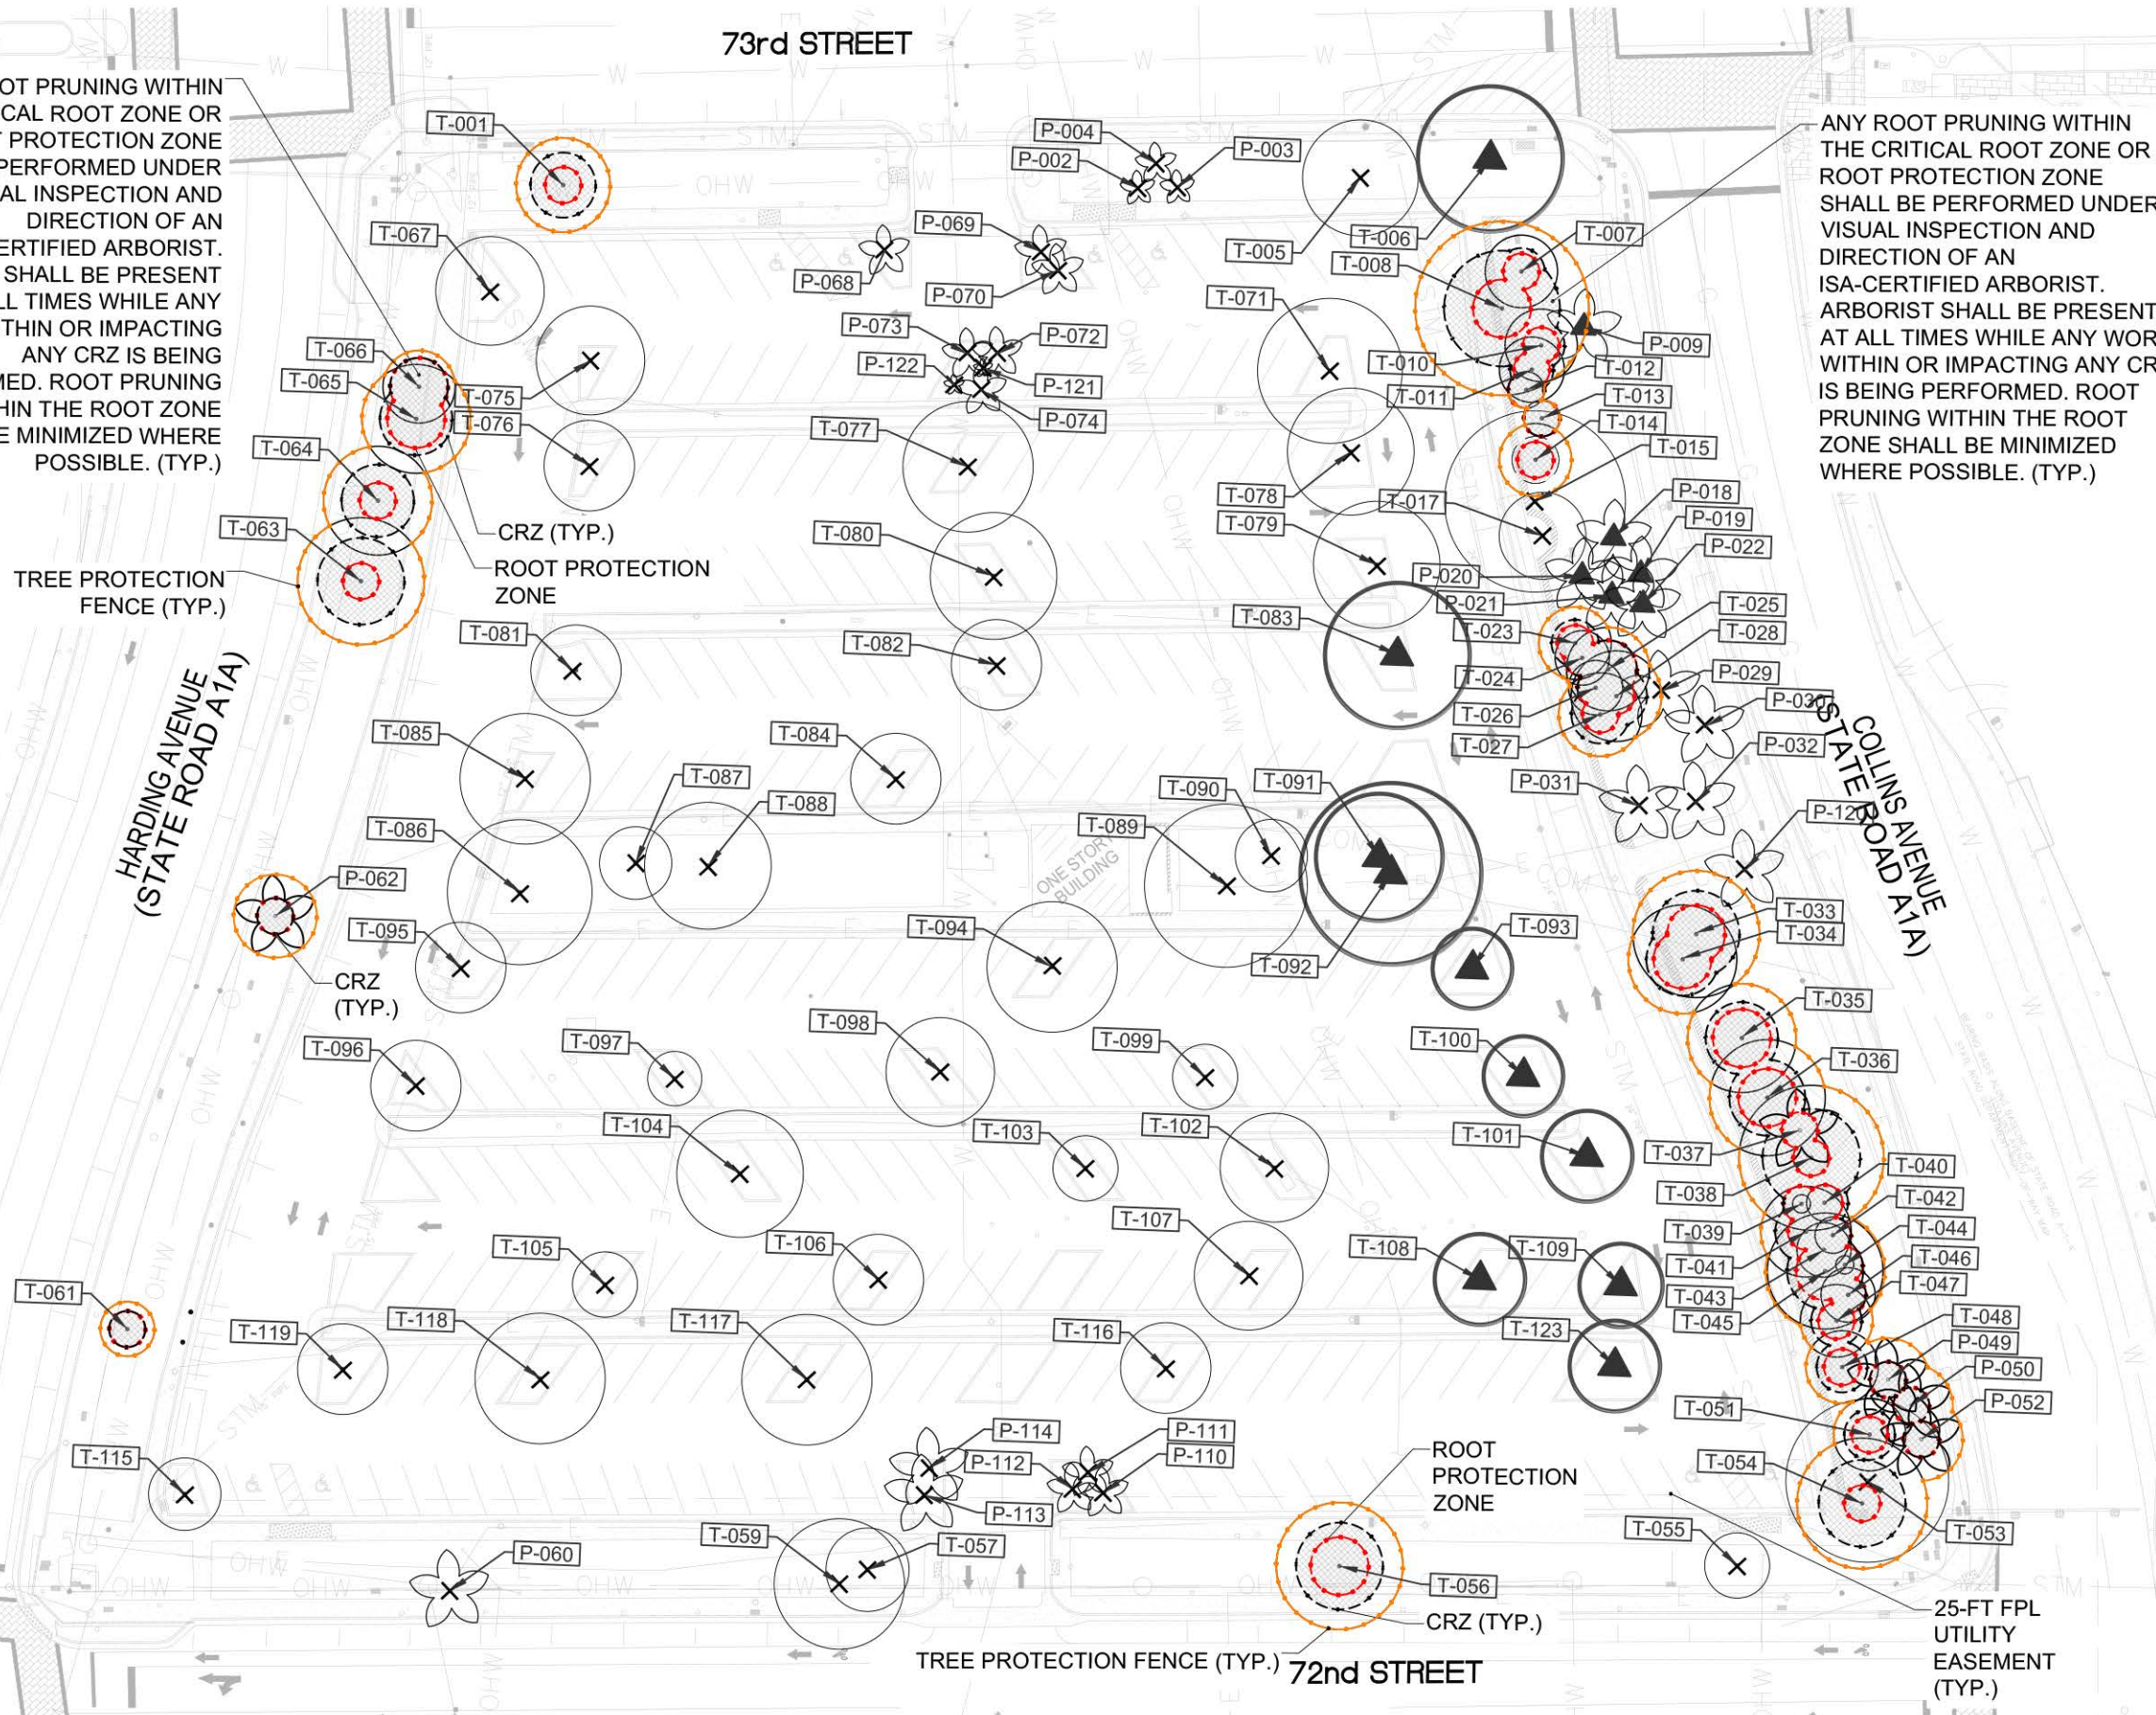 73rd STREET
OT PRUNING WITHIN
CAL ROOT ZONE OR
T PROTECTION ZONE
PERFORMED UNDER
AL INSPECTION AND
DIRECTION OF AN
ERTIFIED ARBORIST.
SHALL BE PRESENT
LL TIMES WHILE ANY
THIN OR IMPACTING
ANY CRZ IS BEING
MED. ROOT PRUNING
HIN THE ROOT ZONE
E MINIMIZED WHERE
POSSIBLE. (TYP.)
ANY ROOT PRUNING WITHIN
THE CRITICAL ROOT ZONE OR
ROOT PROTECTION ZONE
SHALL BE PERFORMED UNDER
VISUAL INSPECTION AND
DIRECTION OF AN
ISA-CERTIFIED ARBORIST.
ARBORIST SHALL BE PRESENT
AT ALL TIMES WHILE ANY WOR
WITHIN OR IMPACTING ANY CR
IS BEING PERFORMED. ROOT
PRUNING WITHIN THE ROOT
ZONE SHALL BE MINIMIZED
WHERE POSSIBLE. (TYP.)
T-001
P-004
P-002
P-003
T-067
P-069
P-068
P-070
T-005
T-006
T-007
T-008
T-071
P-073
P-072
P-122
P-121
P-074
P-009
T-010
T-012
T-011
T-013
T-014
T-015
T-066
T-065
T-075
T-076
T-064
T-063
T-077
T-078
T-079
T-017
P-018
P-019
P-022
P-020
P-021
CRZ (TYP.)
ROOT PROTECTION
ZONE
TREE PROTECTION
FENCE (TYP.)
T-080
T-081
T-082
T-083
T-023
T-025
T-028
T-024
P-029
T-026
P-030
T-027
P-032
P-031
P-120
HARDING AVENUE
(STATE ROAD A1A)
COLLINS AVENUE
(STATE ROAD A1A)
T-085
T-084
T-087
T-088
T-086
T-090
T-091
T-089
ONE STORY
BUILDING
P-062
T-095
T-094
T-092
T-093
T-033
T-034
CRZ
(TYP.)
T-035
T-036
T-096
T-097
T-098
T-099
T-100
T-104
T-103
T-102
T-101
T-037
T-038
T-040
T-042
T-039
T-044
T-041
T-046
T-043
T-047
T-045
T-048
P-049
P-050
P-052
T-105
T-106
T-107
T-108
T-109
T-061
T-119
T-118
T-117
T-116
T-123
T-051
T-054
T-053
T-055
T-115
P-114
P-112
P-111
P-110
P-113
ROOT
PROTECTION
ZONE
T-059
T-057
P-060
T-056
CRZ (TYP.)
TREE PROTECTION FENCE (TYP.)
72nd STREET
25-FT FPL
UTILITY
EASEMENT
(TYP.)